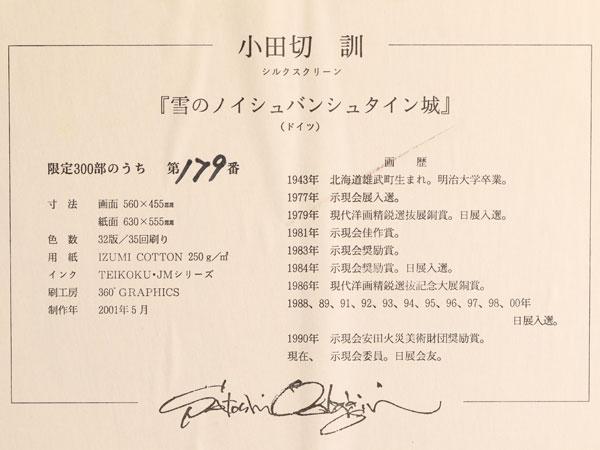 小田切 訓
シルクスクリーン
『雪のノイシュバンシュタイン城』
（ドイツ）
限定300部のうち 第179番
寸法 画面 560×455㎜
紙面 630×555㎜
色数 32版／35回刷り
用紙 IZUMI COTTON 250g／㎡
インク TEIKOKU・JMシリーズ
刷工房 360°GRAPHICS
制作年 2001年5月
画歴
1943年 北海道雄武町生まれ。明治大学卒業。
1977年 示現会展入選。
1979年 現代洋画精鋭選抜展銅賞。日展入選。
1981年 示現会佳作賞。
1983年 示現会奨励賞。
1984年 示現会奨励賞。日展入選。
1986年 現代洋画精鋭選抜記念大展銅賞。
1988、89、91、92、93、94、95、96、97、98、00年
日展入選。
1990年 示現会安田火災美術財団奨励賞。
現在、 示現会委員。日展会友。
Satoshi Otagiri